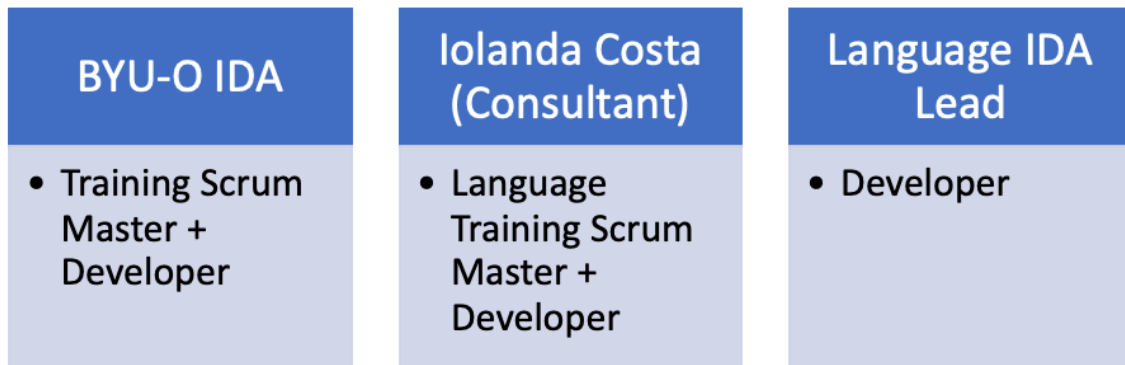 BYU-O IDA
• Training Scrum
Master +
Developer
Iolanda Costa
(Consultant)
• Language
Training Scrum
Master +
Developer
Language IDA
Lead
• Developer